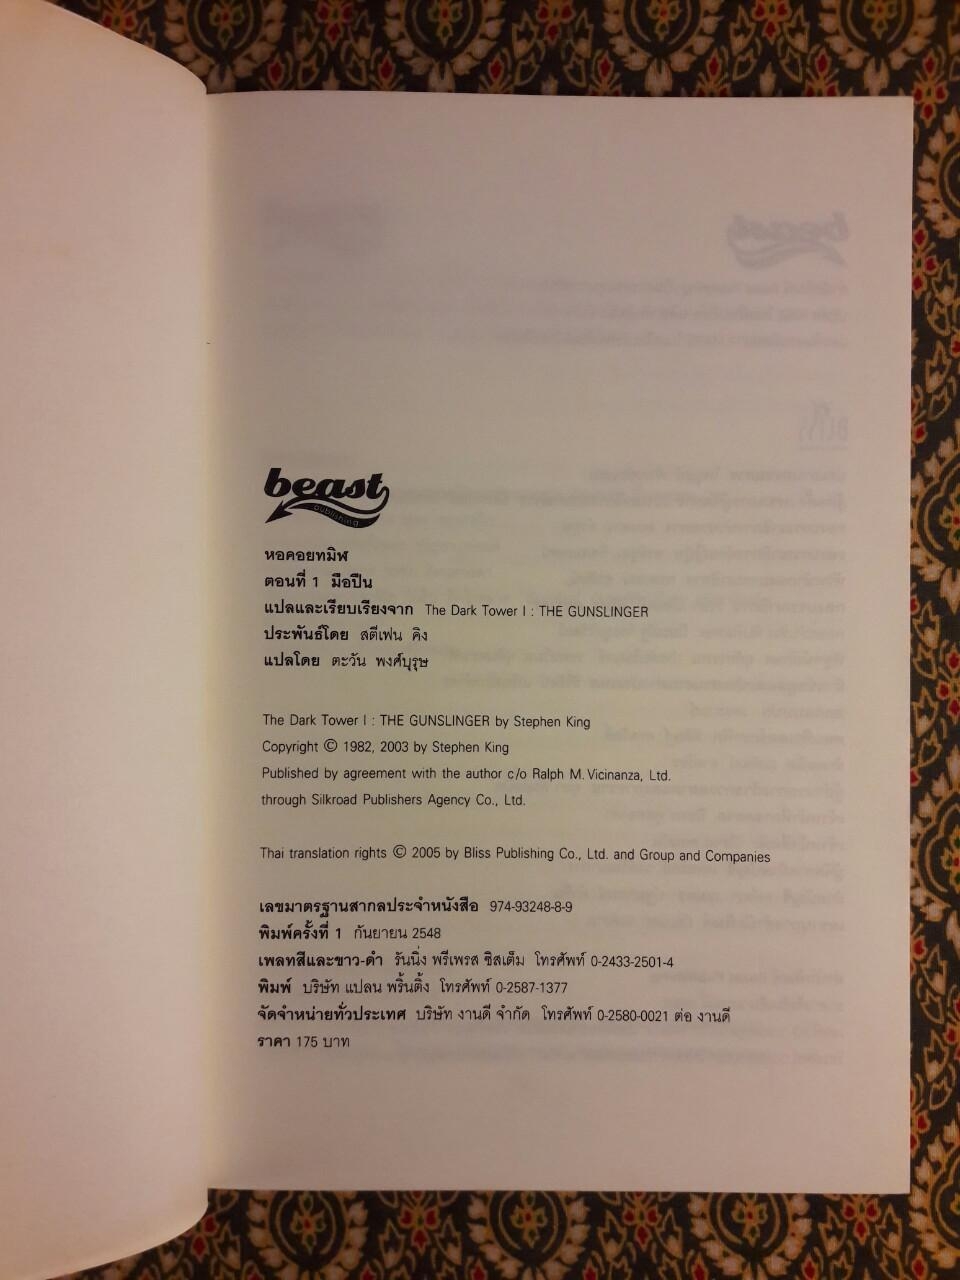 beast
publishing
หอคอยทมิฬ
ตอนที่ 1 มือปืน
แปลและเรียบเรียงจาก The Dark Tower I : THE GUNSLINGER
ประพันธ์โดย สตีเฟน คิง
แปลโดย ตะวัน พงศ์บุรุษ
The Dark Tower I : THE GUNSLINGER by Stephen King
Copyright © 1982, 2003 by Stephen King
Published by agreement with the author c/o Ralph M. Vicinanza, Ltd.
through Silkroad Publishers Agency Co., Ltd.
Thai translation rights © 2005 by Bliss Publishing Co., Ltd. and Group and Companies
เลขมาตรฐานสากลประจำหนังสือ 974-93248-8-9
พิมพ์ครั้งที่ 1 กันยายน 2548
เพลทสีและขาว-ดำ รันนิ่ง พรีเพรส ซิสเต็ม โทรศัพท์ 0-2433-2501-4
พิมพ์ บริษัท แปลน พริ้นติ้ง โทรศัพท์ 0-2587-1377
จัดจำหน่ายทั่วประเทศ บริษัท งานดี จำกัด โทรศัพท์ 0-2580-0021 ต่อ งานดี
ราคา 175 บาท